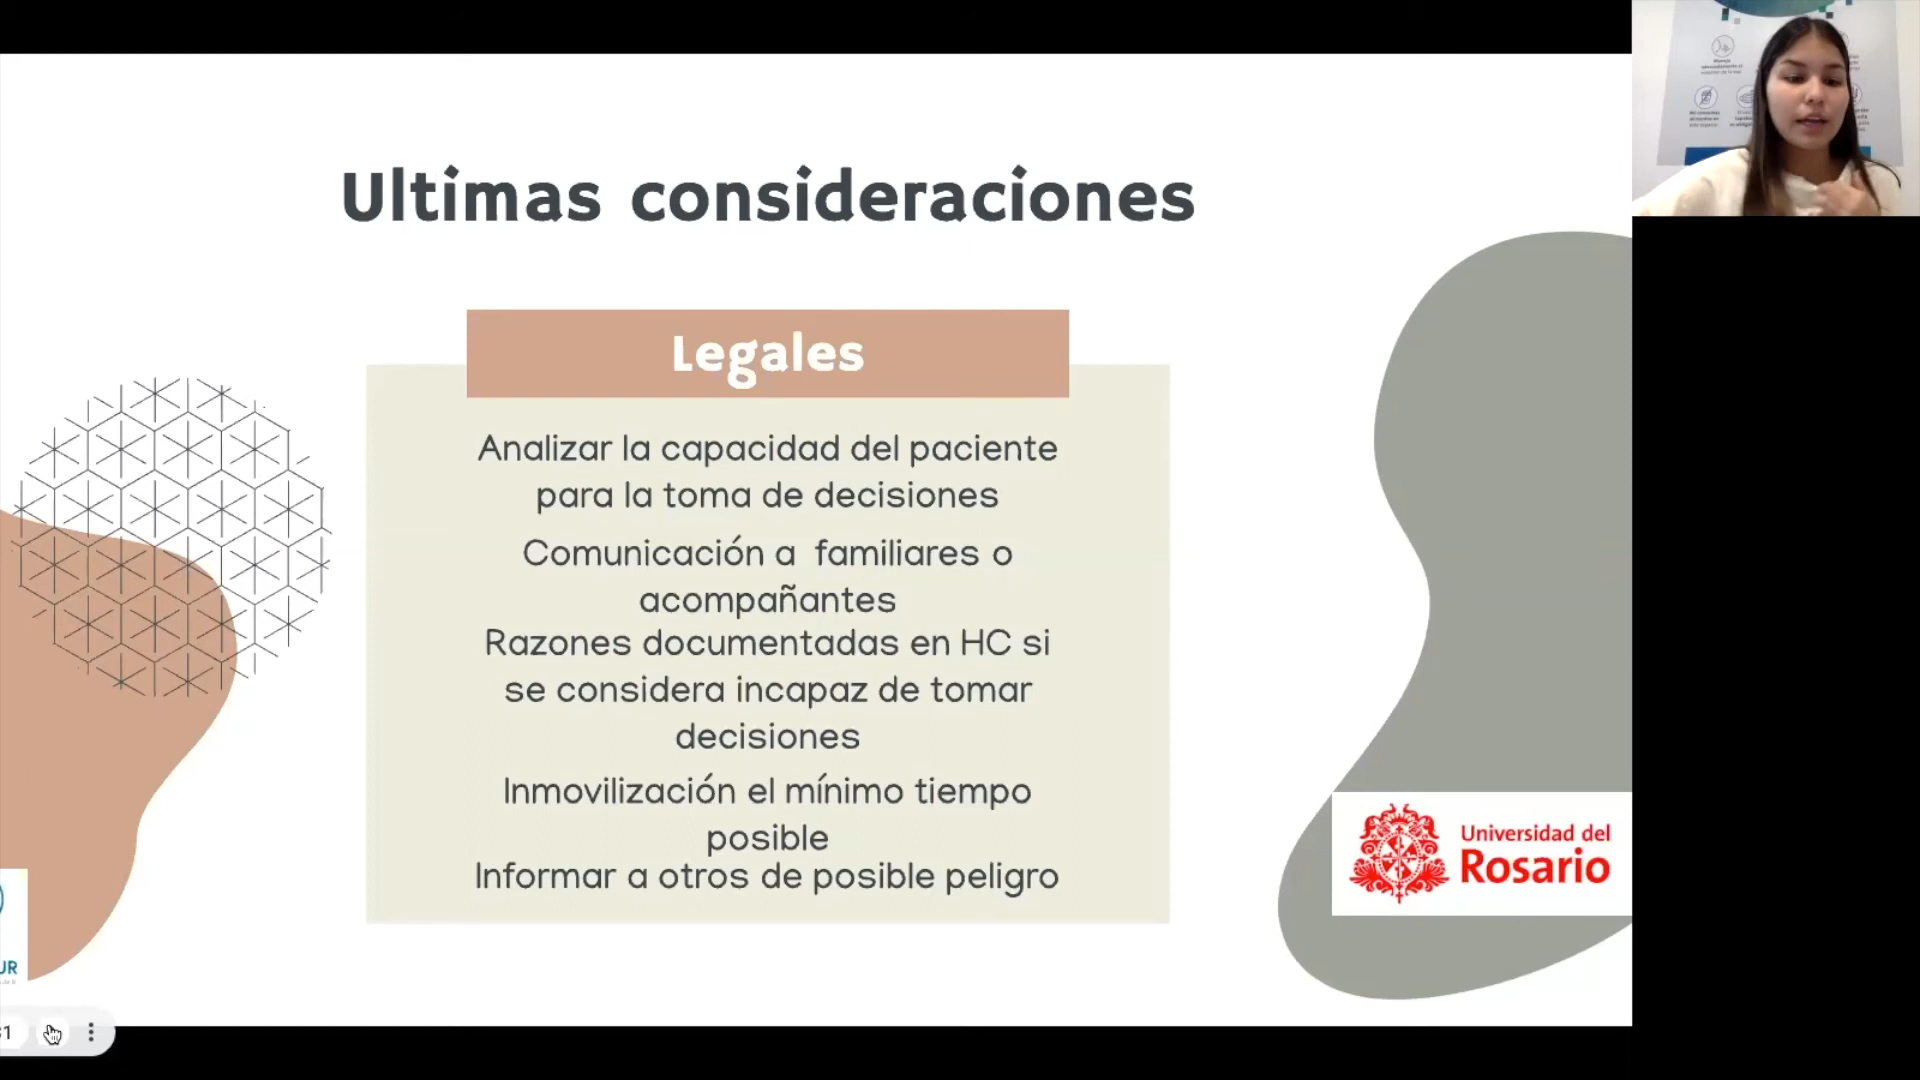 Ultimas consideraciones
Legales
Analizar la capacidad del paciente
para la toma de decisiones
Comunicación a familiares o
acompañantes
Razones documentadas en HC si
se considera incapaz de tomar
decisiones
Inmovilización el mínimo tiempo
posible
Informar a otros de posible peligro
Universidad del
Rosario
UR
31